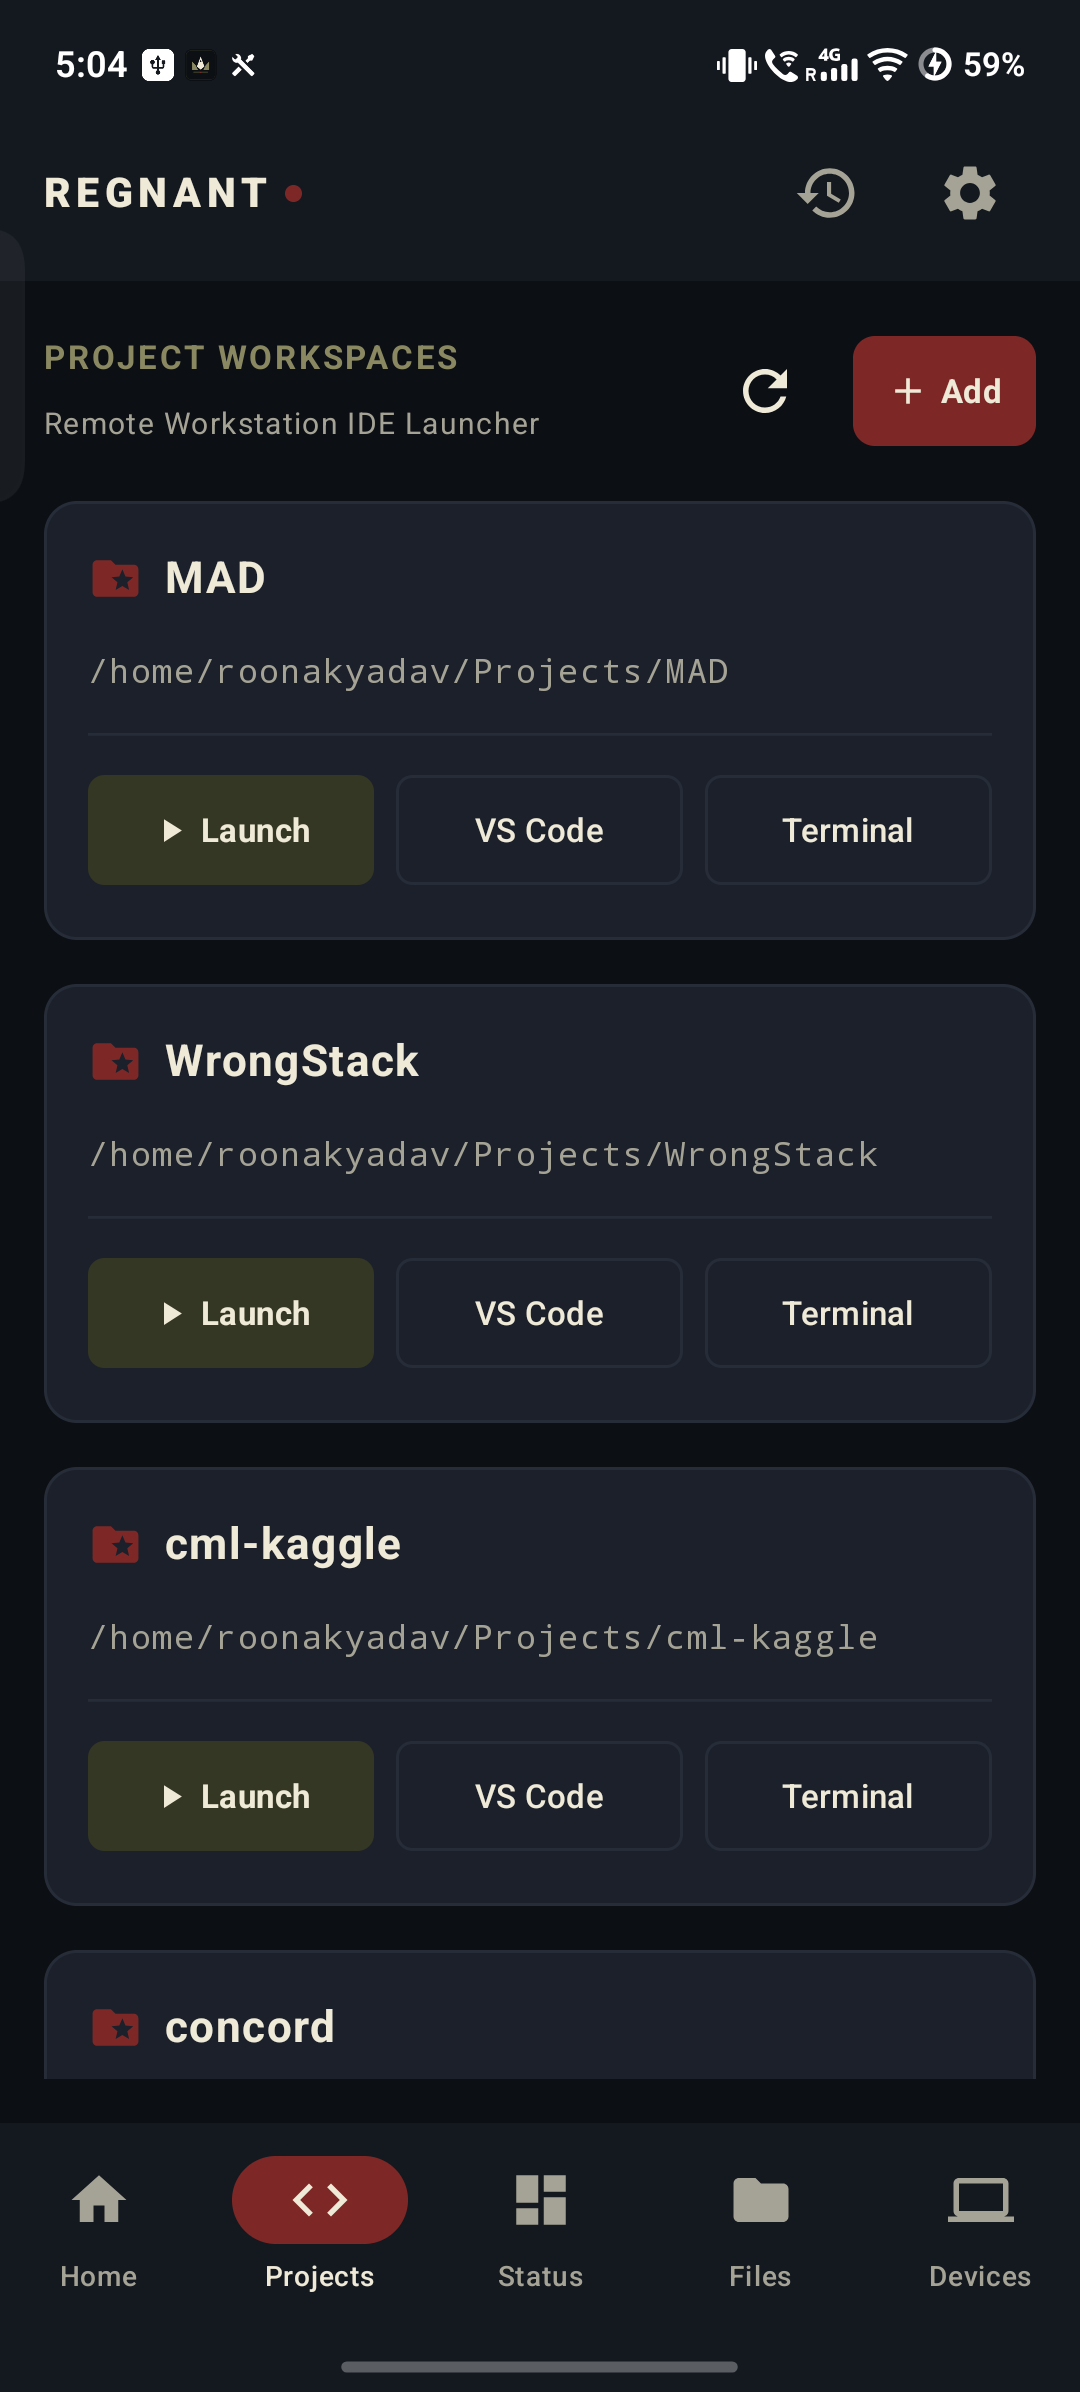 5:04
R 4G 59%
REGNANT
PROJECT WORKSPACES
Remote Workstation IDE Launcher
+ Add
MAD
/home/roonakyadav/Projects/MAD
Launch VS Code Terminal
WrongStack
/home/roonakyadav/Projects/WrongStack
Launch VS Code Terminal
cml-kaggle
/home/roonakyadav/Projects/cml-kaggle
Launch VS Code Terminal
concord
Home Projects Status Files Devices